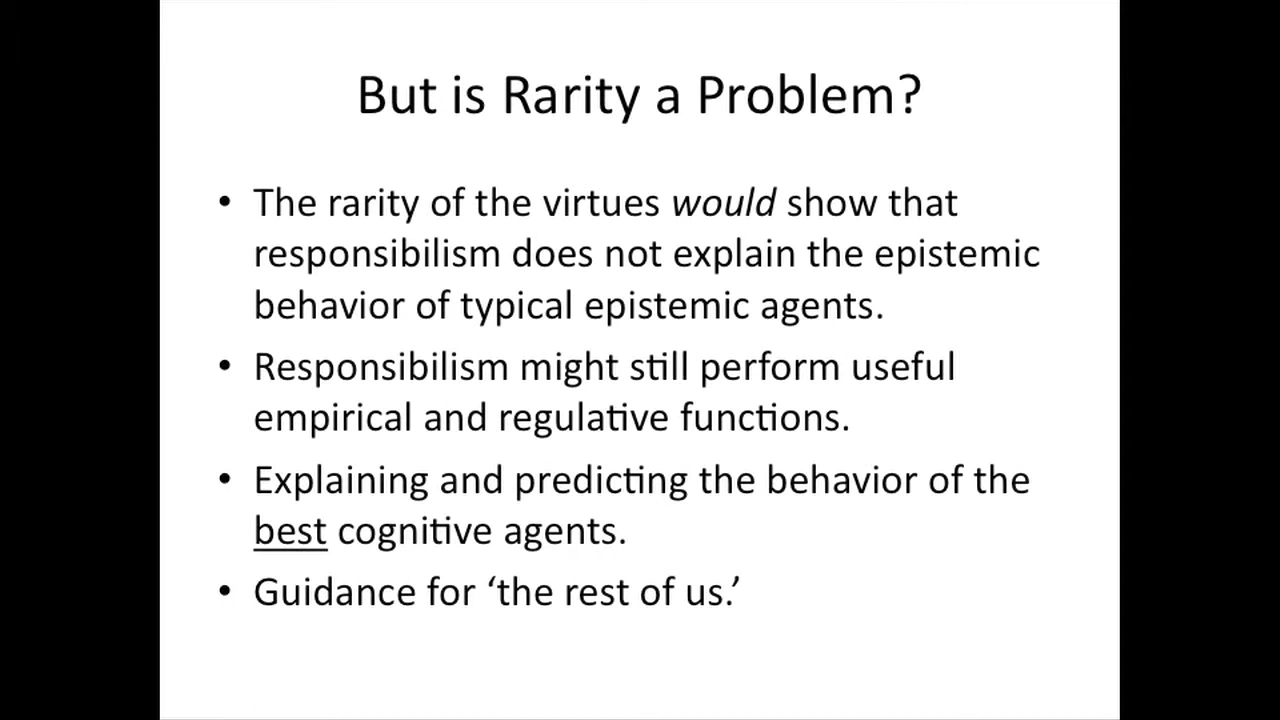 But is Rarity a Problem?
• The rarity of the virtues would show that
responsibilism does not explain the epistemic
behavior of typical epistemic agents.
• Responsibilism might still perform useful
empirical and regulative functions.
• Explaining and predicting the behavior of the
best cognitive agents.
• Guidance for ‘the rest of us.’